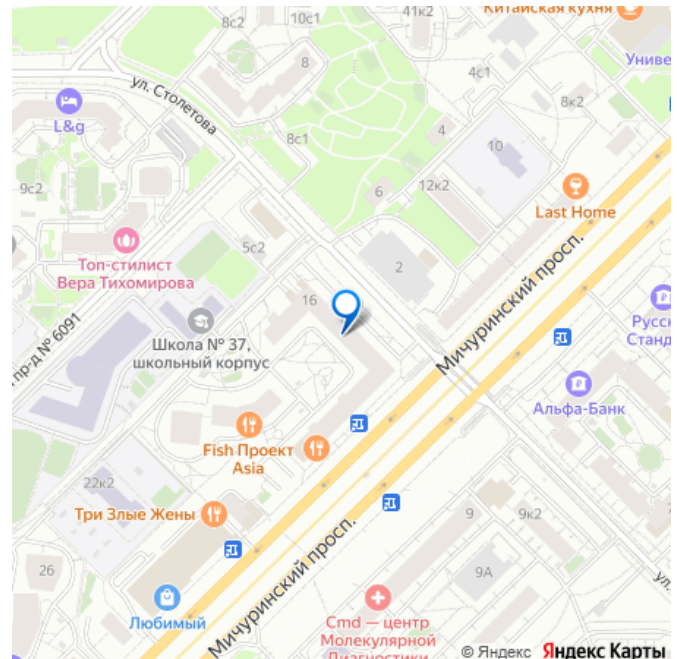 8с2
10с1
41к2
Китайская кухня
Униве
8
ул. Столетова
4с1
L&g
8к2
8с1
4
10
9с2
6
12к2
Last Home
Топ-стилист
Вера Тихомирова
5с2
2
Мичуринский просп.
16
Русск
Станд
Школа № 37,
школьный корпус
пр-д № 6091
Альфа-Банк
Fish Проект
Asia
22к2
Три Злые Жены
9
9к2
26
9А
ул.
Любимый
Мичуринский просп.
Cmd — центр
Молекулярной
Диагностики
© Яндекс Яндекс Карты